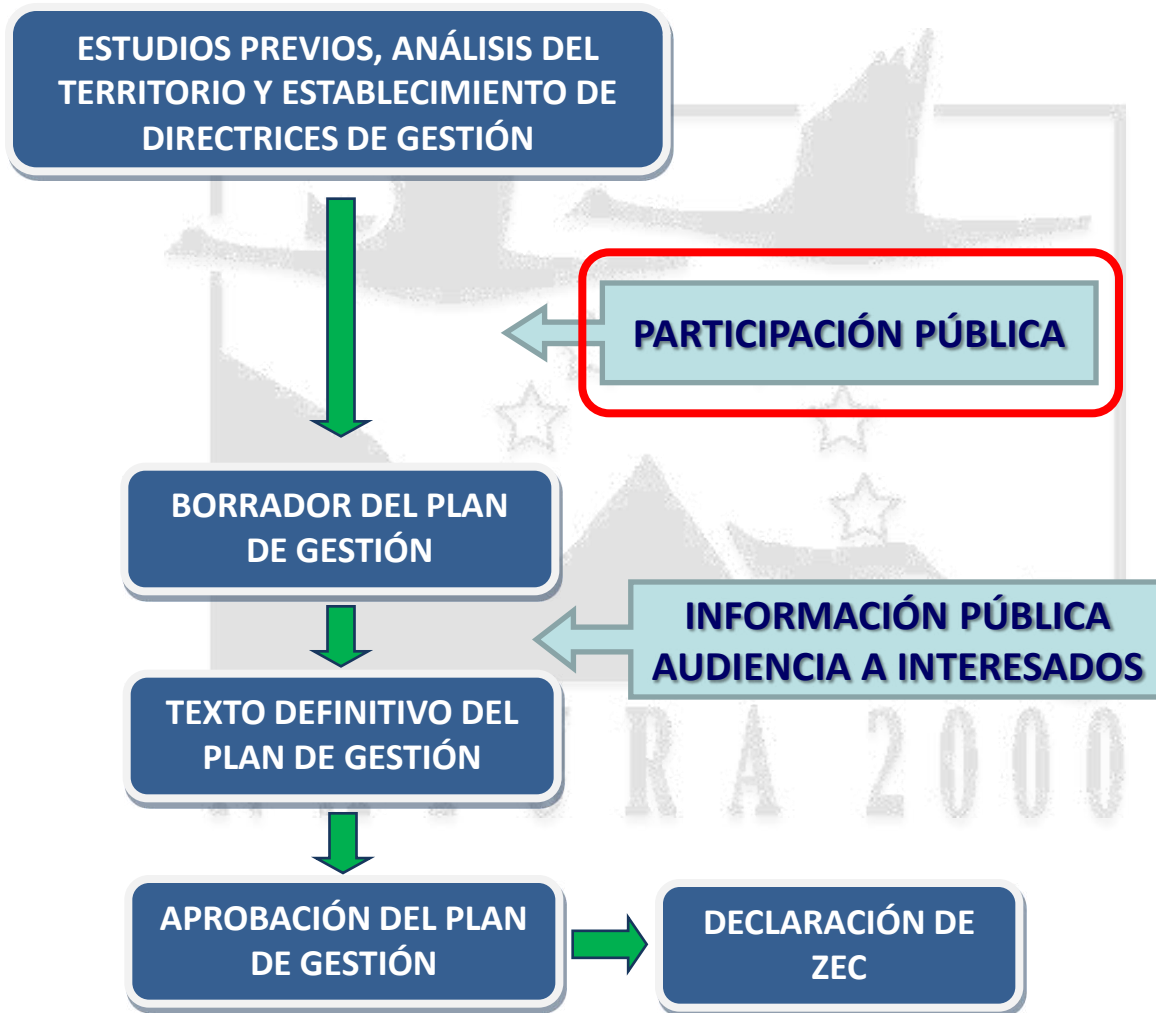 ESTUDIOS PREVIOS, ANÁLISIS DEL
TERRITORIO Y ESTABLECIMIENTO DE
DIRECTRICES DE GESTIÓN
PARTICIPACIÓN PÚBLICA
BORRADOR DEL PLAN
DE GESTIÓN
INFORMACIÓN PÚBLICA
AUDIENCIA A INTERESADOS
TEXTO DEFINITIVO DEL
PLAN DE GESTIÓN
R A 2000
APROBACIÓN DEL PLAN
DE GESTIÓN
DECLARACIÓN DE
ZEC